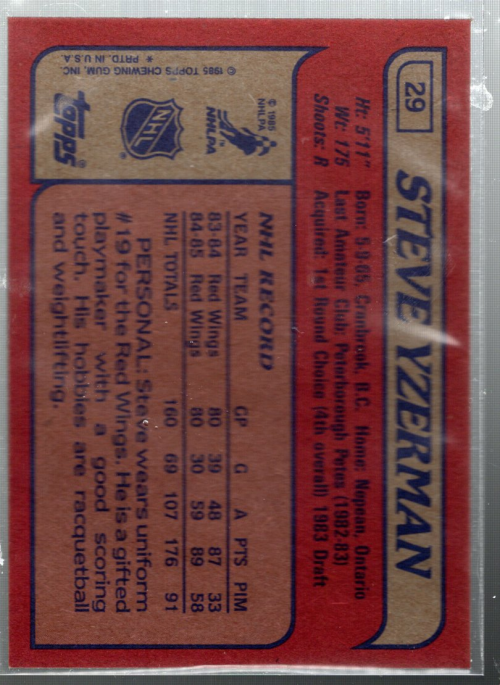 29
STEVE YZERMAN
Ht: 5'11" Born: 5-9-65, Cranbrook, B.C. Home: Nepean, Ontario
Wt: 175 Last Amateur Club: Peterborough Petes (1982-83)
Shoots: R Acquired: 1st Round Choice (4th overall) 1983 Draft
© 1985
NHLPA
NHLPA™
NHL
topps®
© 1985 TOPPS CHEWING GUM, INC
* PRTD. IN U.S.A
NHL RECORD
YEAR TEAM GP G A PTS PIM
83-84 Red Wings 80 39 48 87 33
84-85 Red Wings 80 30 59 89 58
NHL TOTALS 160 69 107 176 91
PERSONAL: Steve wears uniform
#19 for the Red Wings. He is a gifted
playmaker with a good scoring
touch. His hobbies are racquetball
and weightlifting.